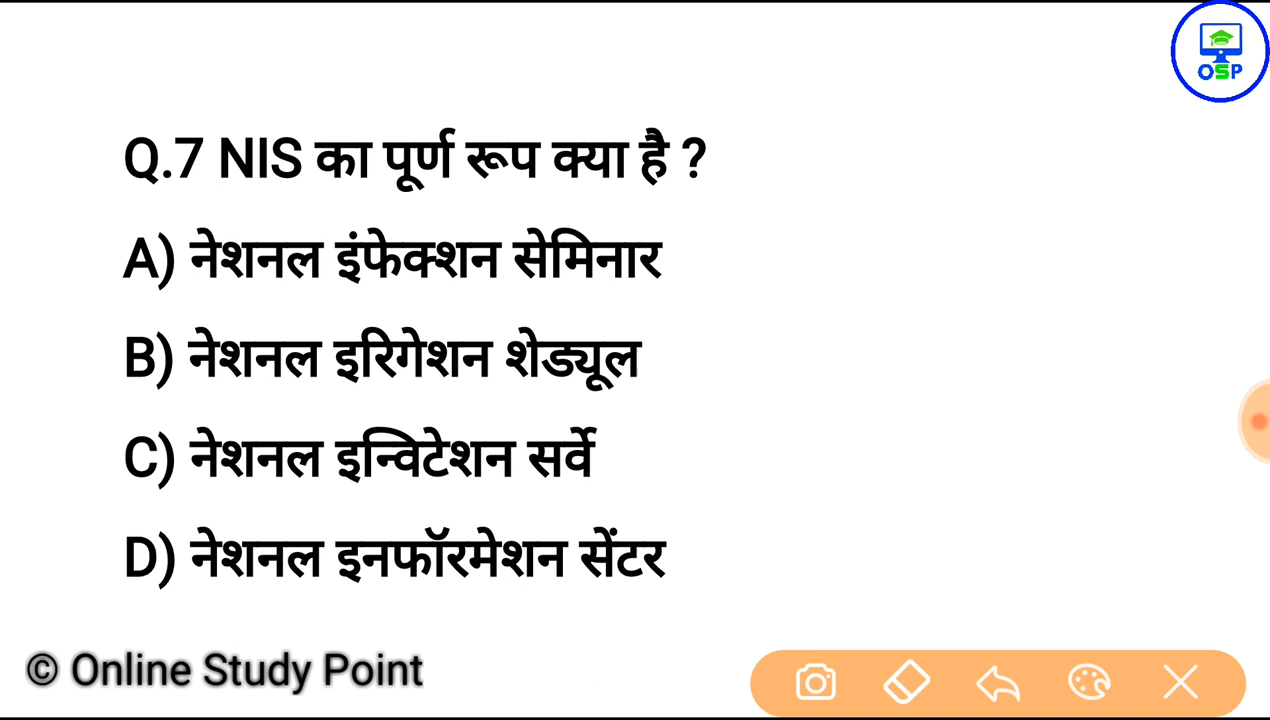 OSP
Q.7 NIS का पूर्ण रूप क्या है ?
A) नेशनल इंफेक्शन सेमिनार
B) नेशनल इरिगेशन शेड्यूल
C) नेशनल इन्विटेशन सर्वे
D) नेशनल इनफॉरमेशन सेंटर
© Online Study Point